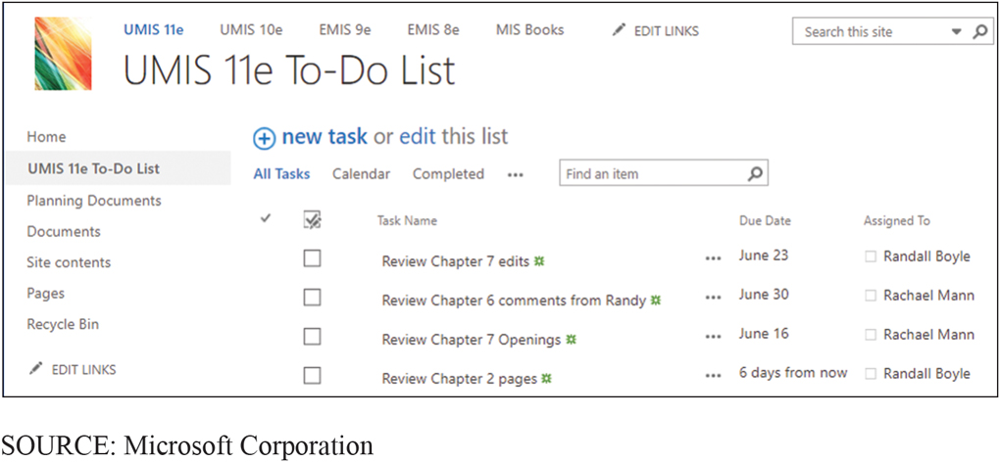 UMIS 11e UMIS 10e EMIS 9e EMIS 8e MIS Books EDIT LINKS Search this site
UMIS 11e To-Do List
Home
UMIS 11e To-Do List
Planning Documents
Documents
Site contents
Pages
Recycle Bin
EDIT LINKS
new task or edit this list
All Tasks Calendar Completed ••• Find an item
Task Name Due Date Assigned To
Review Chapter 7 edits ••• June 23 Randall Boyle
Review Chapter 6 comments from Randy ••• June 30 Rachael Mann
Review Chapter 7 Openings ••• June 16 Rachael Mann
Review Chapter 2 pages ••• 6 days from now Randall Boyle
SOURCE: Microsoft Corporation